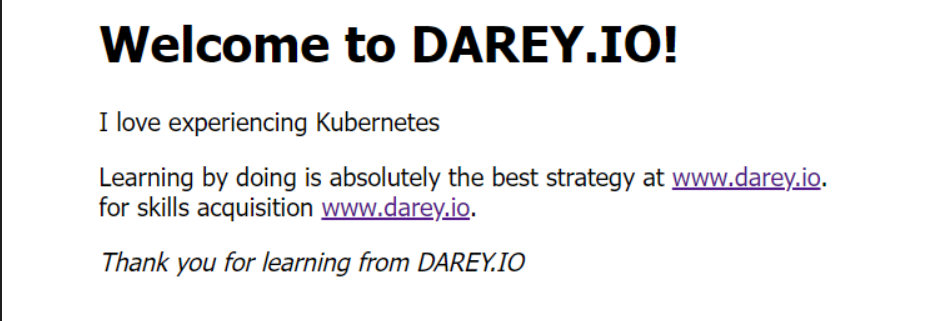 Welcome to DAREY.IO!
I love experiencing Kubernetes
Learning by doing is absolutely the best strategy at www.darey.io.
for skills acquisition www.darey.io.
Thank you for learning from DAREY.IO